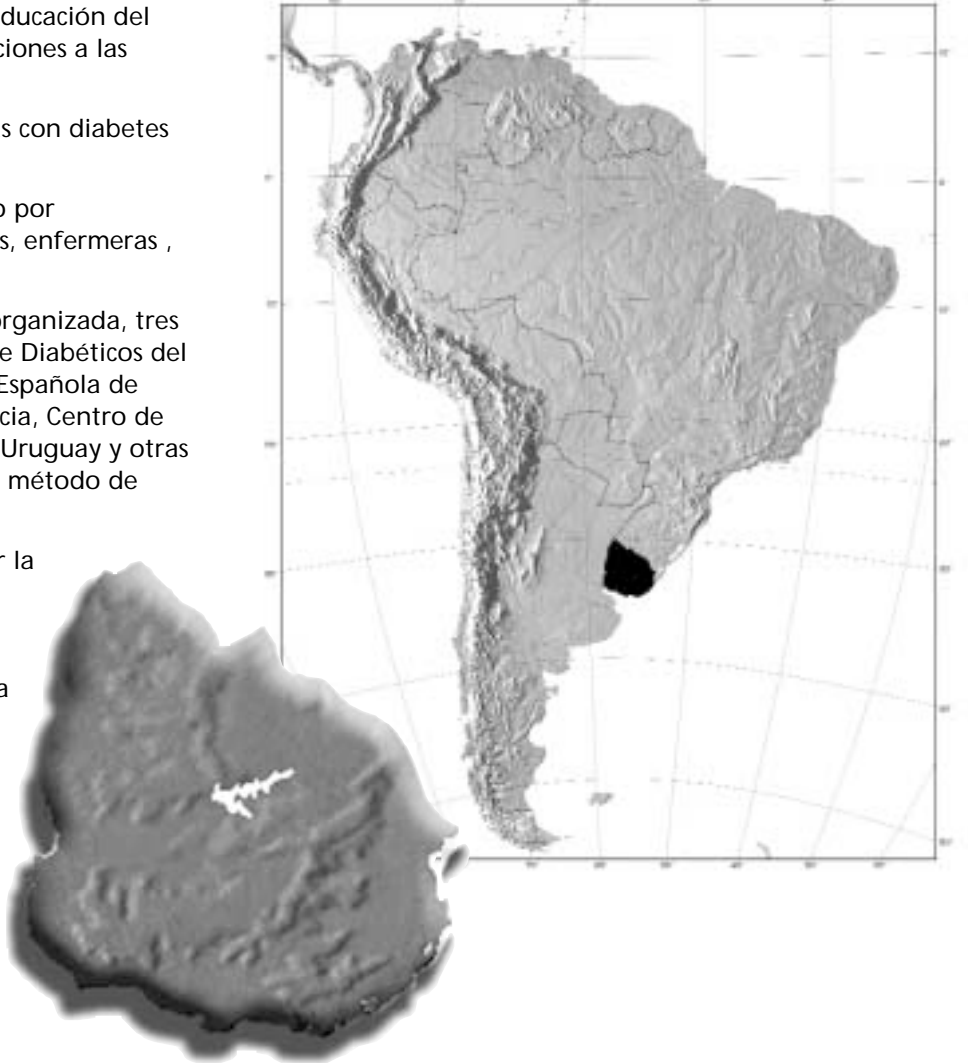 ducación del
ciones a las
s con diabetes
o por
s, enfermeras ,
organizada, tres
e Diabéticos del
Española de
cia, Centro de
Uruguay y otras
método de
r la
a